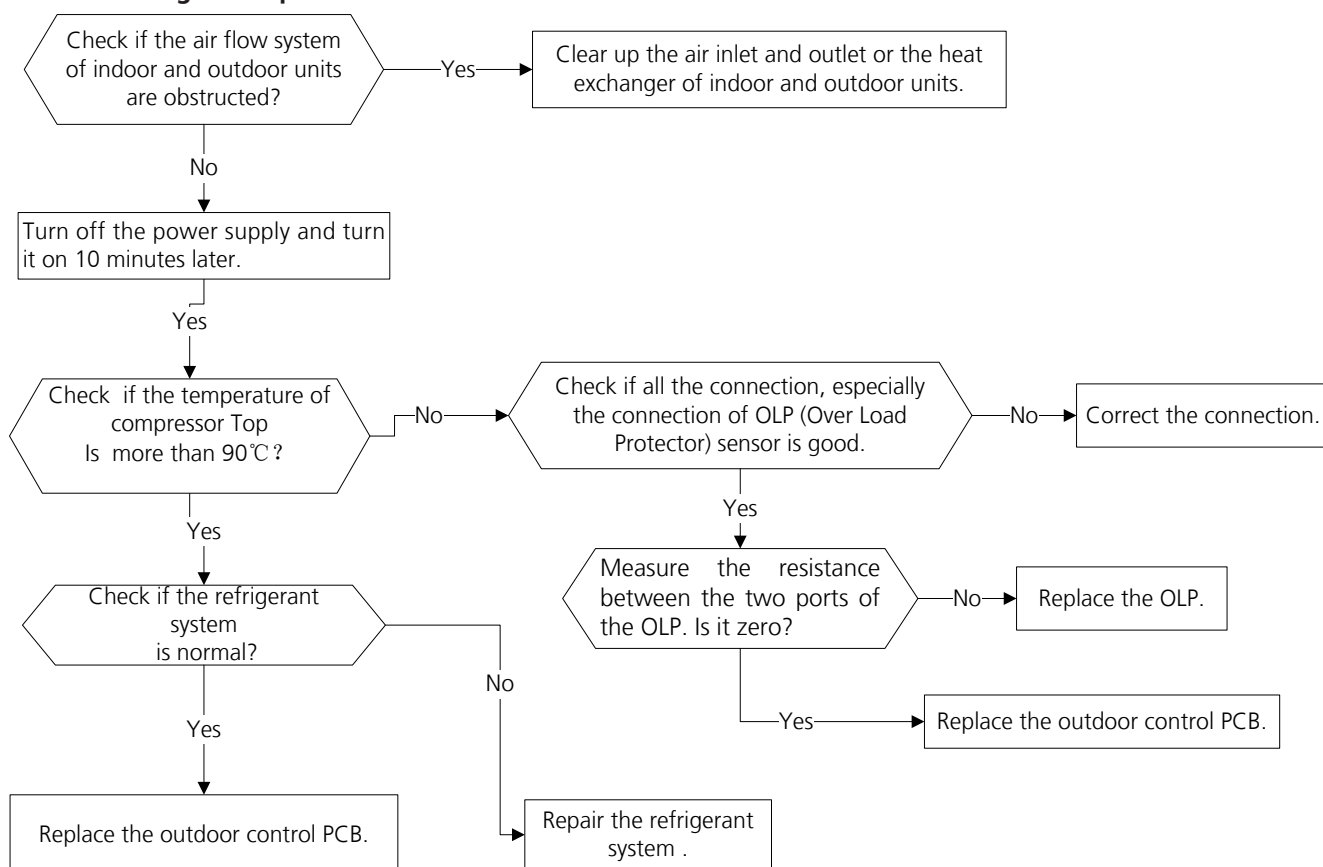 Check if the air flow system
of indoor and outdoor units
are obstructed?
Yes
Clear up the air inlet and outlet or the heat
exchanger of indoor and outdoor units.
No
Turn off the power supply and turn
it on 10 minutes later.
Yes
Check if the temperature of
compressor Top
Is more than 90℃?
No
Check if all the connection, especially
the connection of OLP (Over Load
Protector) sensor is good.
No
Correct the connection.
Yes
Yes
Measure the resistance
between the two ports of
the OLP. Is it zero?
No
Replace the OLP.
Check if the refrigerant
system
is normal?
No
Yes
Yes
Replace the outdoor control PCB.
Replace the outdoor control PCB.
Repair the refrigerant
system .